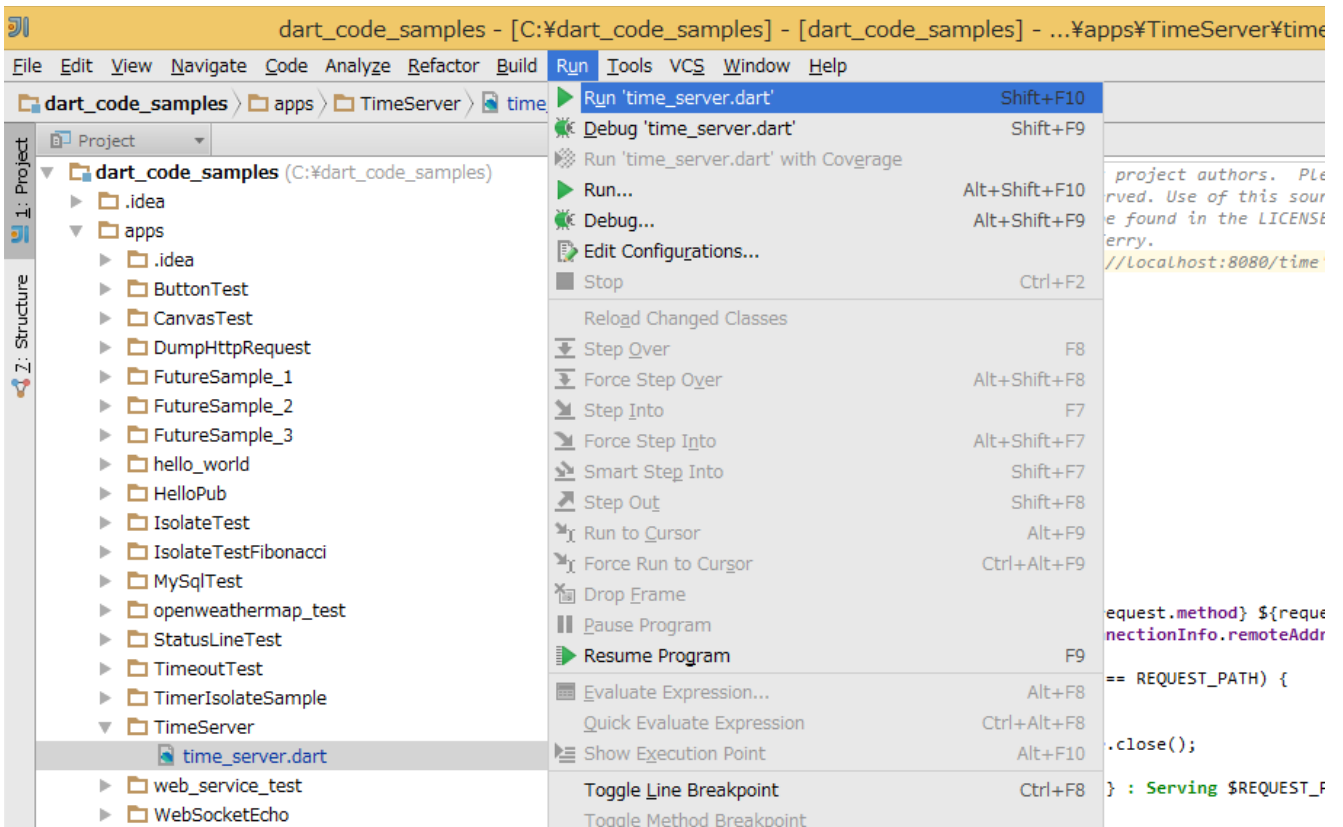 dart_code_samples - [C:¥dart_code_samples] - [dart_code_samples] - ...¥apps¥TimeServer¥time
File Edit View Navigate Code Analyze Refactor Build Run Tools VCS Window Help
dart_code_samples apps TimeServer time
1: Project
7: Structure
Project
dart_code_samples (C:¥dart_code_samples)
.idea
apps
.idea
ButtonTest
CanvasTest
DumpHttpRequest
FutureSample_1
FutureSample_2
FutureSample_3
hello_world
HelloPub
IsolateTest
IsolateTestFibonacci
MySqlTest
openweathermap_test
StatusLineTest
TimeoutTest
TimerIsolateSample
TimeServer
time_server.dart
web_service_test
WebSocketEcho
Run 'time_server.dart' Shift+F10
Debug 'time_server.dart' Shift+F9
Run 'time_server.dart' with Coverage
Run... Alt+Shift+F10
Debug... Alt+Shift+F9
Edit Configurations...
Stop Ctrl+F2
Reload Changed Classes
Step Over F8
Force Step Over Alt+Shift+F8
Step Into F7
Force Step Into Alt+Shift+F7
Smart Step Into Shift+F7
Step Out Shift+F8
Run to Cursor Alt+F9
Force Run to Cursor Ctrl+Alt+F9
Drop Frame
Pause Program
Resume Program F9
Evaluate Expression... Alt+F8
Quick Evaluate Expression Ctrl+Alt+F8
Show Execution Point Alt+F10
Toggle Line Breakpoint Ctrl+F8
Toggle Method Breakpoint
project authors. Ple
rved. Use of this sour
e found in the LICENSE
erry.
//localhost:8080/time'
equest.method} ${reque
nectionInfo.remoteAddr
== REQUEST_PATH) {
.close();
} : Serving $REQUEST_P